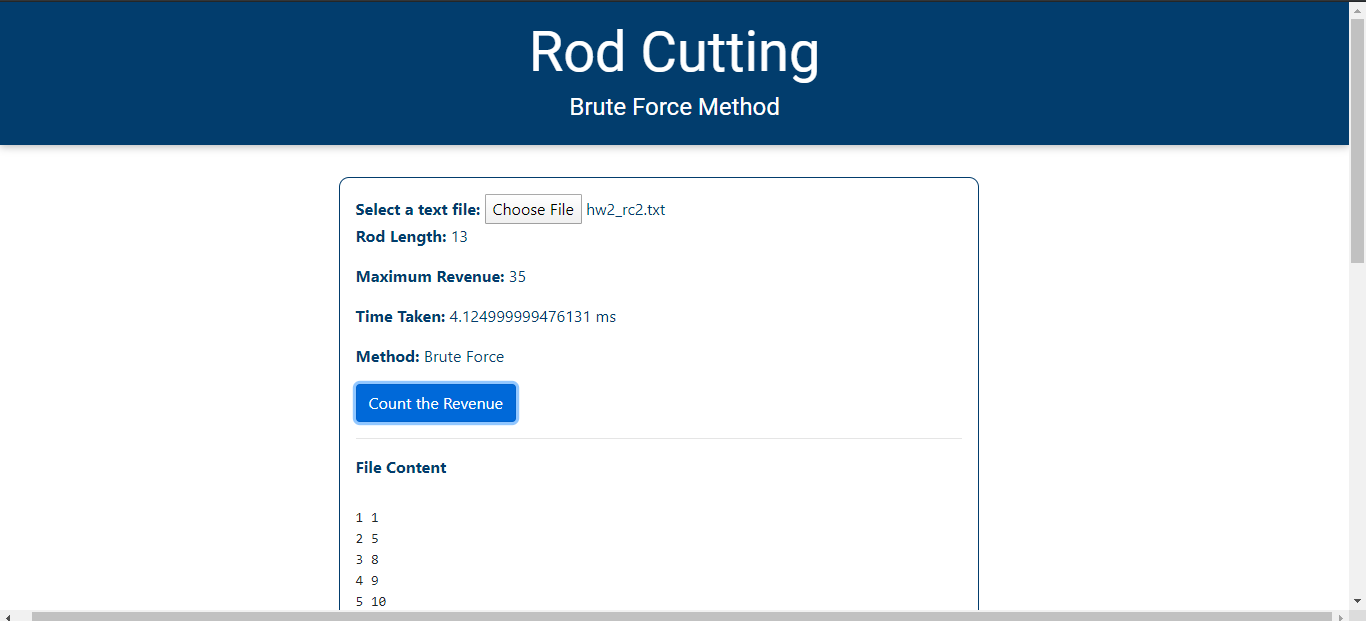 Rod Cutting
Brute Force Method
Select a text file: Choose File hw2_rc2.txt
Rod Length: 13
Maximum Revenue: 35
Time Taken: 4.124999999476131 ms
Method: Brute Force
Count the Revenue
File Content
1 1
2 5
3 8
4 9
5 10